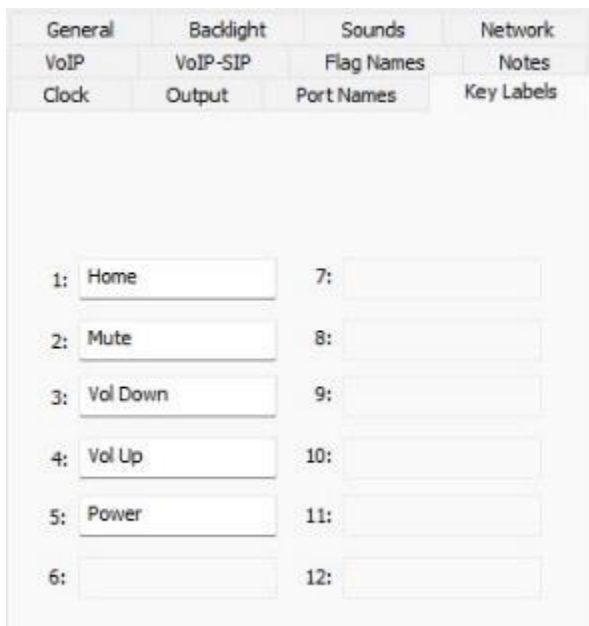 General Backlight Sounds Network
VoIP VoIP-SIP Flag Names Notes
Clock Output Port Names Key Labels
1: Home 7:
2: Mute 8:
3: Vol Down 9:
4: Vol Up 10:
5: Power 11:
6: 12: